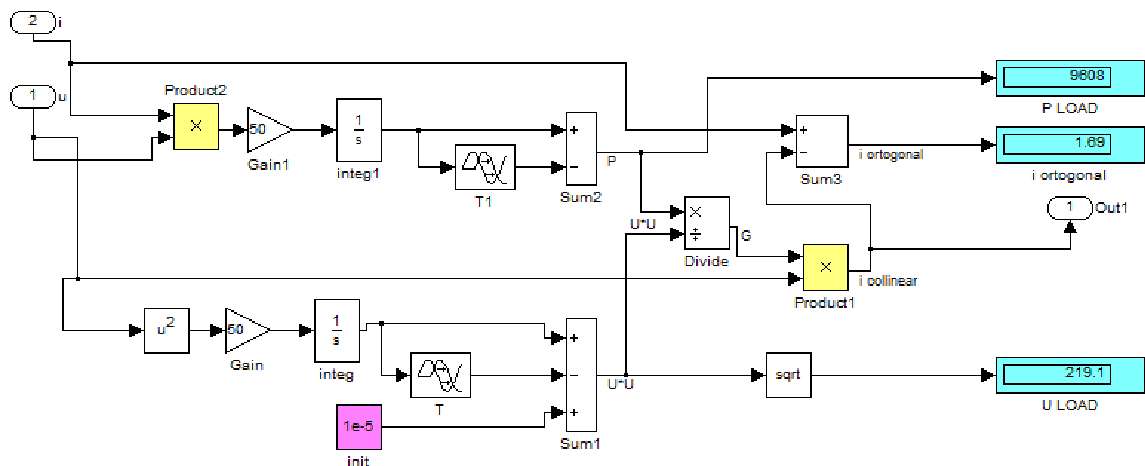 2
i
1
u
Product2
×
50
Gain1
1
s
integ1
T1
+
−
Sum2
P
9608
P LOAD
+
−
Sum3
i ortogonal
1.69
i ortogonal
1
Out1
U*U
×
÷
Divide
G
×
Product1
i collinear
u2
50
Gain
1
s
integ
T
1e-5
init
+
−
+
Sum1
U*U
sqrt
219.1
U LOAD